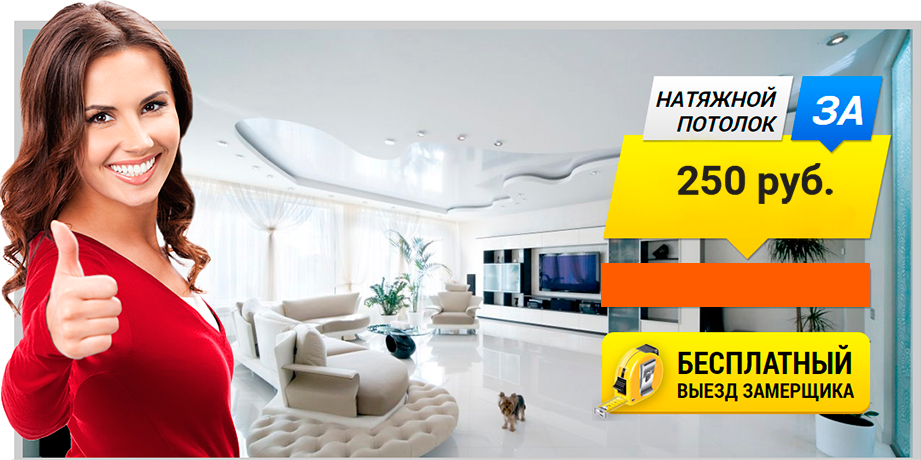 НАТЯЖНОЙ
ПОТОЛОК
ЗА
250 руб.
БЕСПЛАТНЫЙ
ВЫЕЗД ЗАМЕРЩИКА